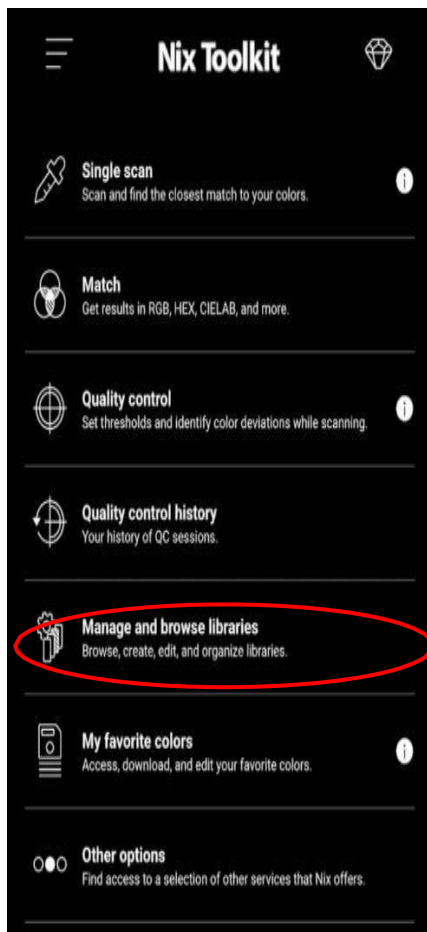 Nix Toolkit
Single scan
Scan and find the closest match to your colors.
Match
Get results in RGB, HEX, CIELAB, and more.
Quality control
Set thresholds and identify color deviations while scanning.
Quality control history
Your history of QC sessions.
Manage and browse libraries
Browse, create, edit, and organize libraries.
My favorite colors
Access, download, and edit your favorite colors.
Other options
Find access to a selection of other services that Nix offers.